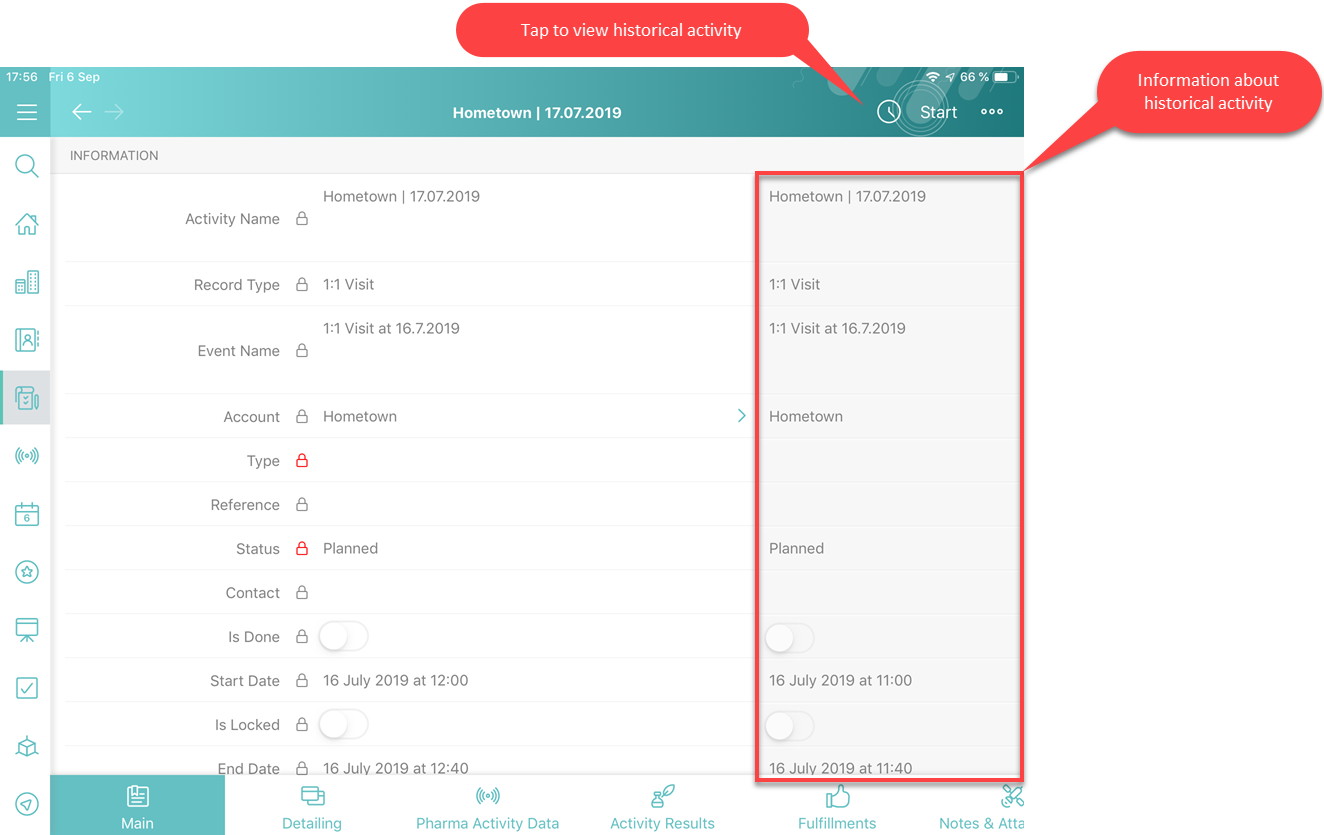 Tap to view historical activity
Information about
historical activity
17:56 Fri 6 Sep
66 %
Hometown | 17.07.2019
Start
INFORMATION
Activity Name Hometown | 17.07.2019 Hometown | 17.07.2019
Record Type 1:1 Visit 1:1 Visit
Event Name 1:1 Visit at 16.7.2019 1:1 Visit at 16.7.2019
Account Hometown Hometown
Type
Reference
Status Planned Planned
Contact
Is Done
Start Date 16 July 2019 at 12:00 16 July 2019 at 11:00
Is Locked
End Date 16 July 2019 at 12:40 16 July 2019 at 11:40
6
Main Detailing Pharma Activity Data Activity Results Fulfillments Notes & Atta